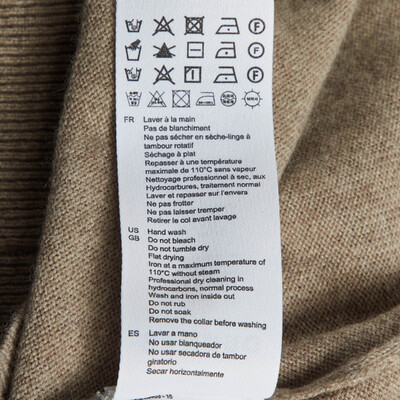 FR Laver à la main
Pas de blanchiment
Ne pas sécher en sèche-linge à
tambour rotatif
Séchage à plat
Repasser à une température
maximale de 110°C sans vapeur
Nettoyage professionnel à sec, aux
Hydrocarbures, traitement normal
Laver et repasser sur l'envers
Ne pas frotter
Ne pas laisser tremper
Retirer le col avant lavage
US Hand wash
GB Do not bleach
Do not tumble dry
Flat drying
Iron at a maximum temperature of
110°C without steam
Professional dry cleaning in
hydrocarbons, normal process
Wash and iron inside out
Do not rub
Do not soak
Remove the collar before washing
ES Lavar a mano
No usar blanqueador
No usar secadora de tambor
giratorio
Secar horizontalmente